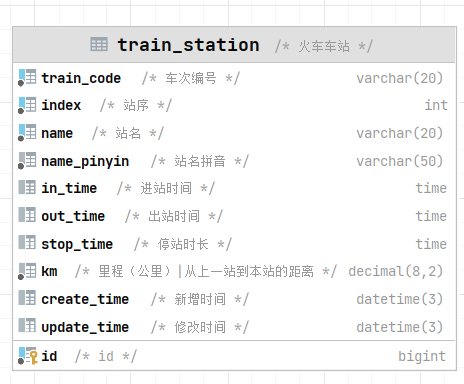 train_station /* 火车车站 */
train_code /* 车次编号 */ varchar(20)
index /* 站序 */ int
name /* 站名 */ varchar(20)
name_pinyin /* 站名拼音 */ varchar(50)
in_time /* 进站时间 */ time
out_time /* 出站时间 */ time
stop_time /* 停站时长 */ time
km /* 里程（公里）|从上一站到本站的距离 */ decimal(8,2)
create_time /* 新增时间 */ datetime(3)
update_time /* 修改时间 */ datetime(3)
id /* id */ bigint